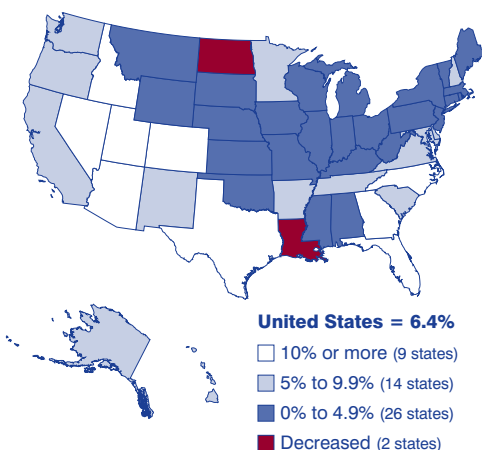 United States = 6.4%
10% or more (9 states)
5% to 9.9% (14 states)
0% to 4.9% (26 states)
Decreased (2 states)